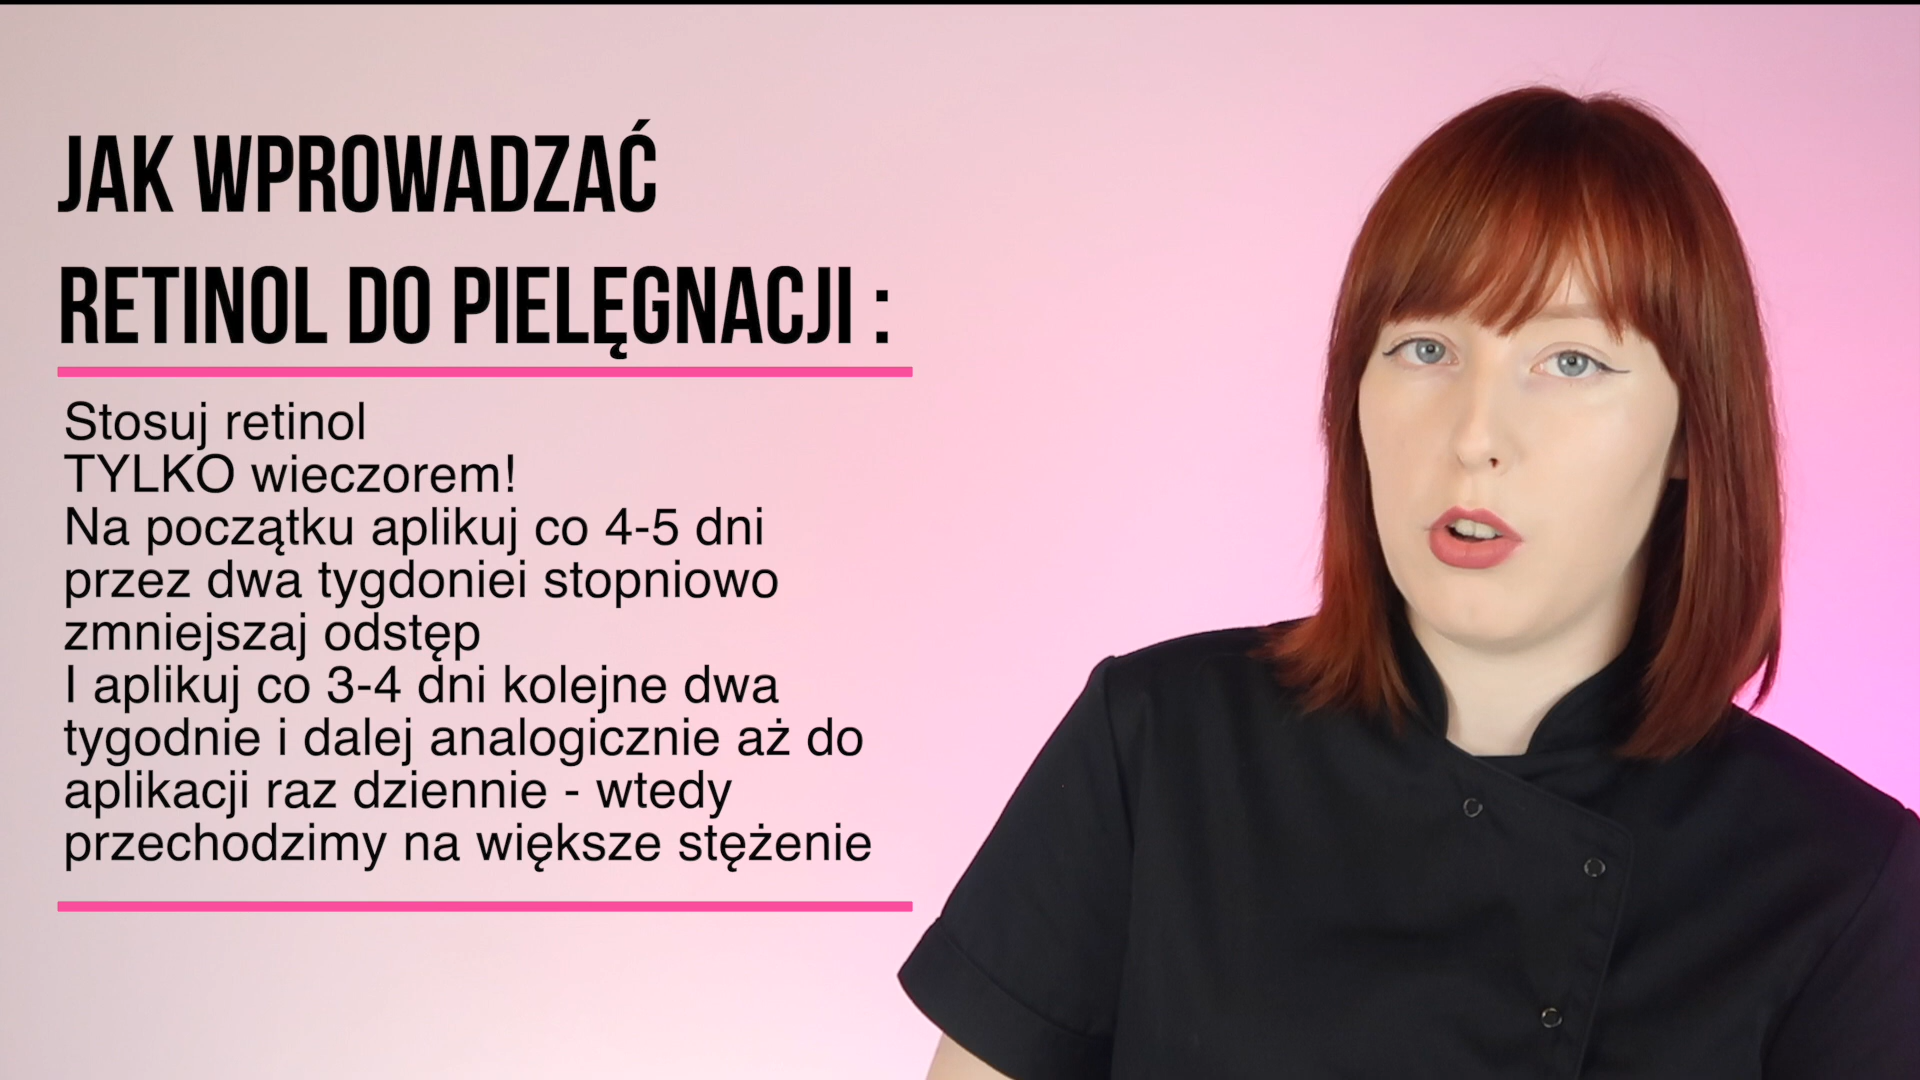 JAK WPROWADZAĆ
RETINOL DO PIELĘGNACJI :
Stosuj retinol
TYLKO wieczorem!
Na początku aplikuj co 4-5 dni
przez dwa tygdoniei stopniowo
zmniejszaj odstęp
I aplikuj co 3-4 dni kolejne dwa
tygodnie i dalej analogicznie aż do
aplikacji raz dziennie - wtedy
przechodzimy na większe stężenie